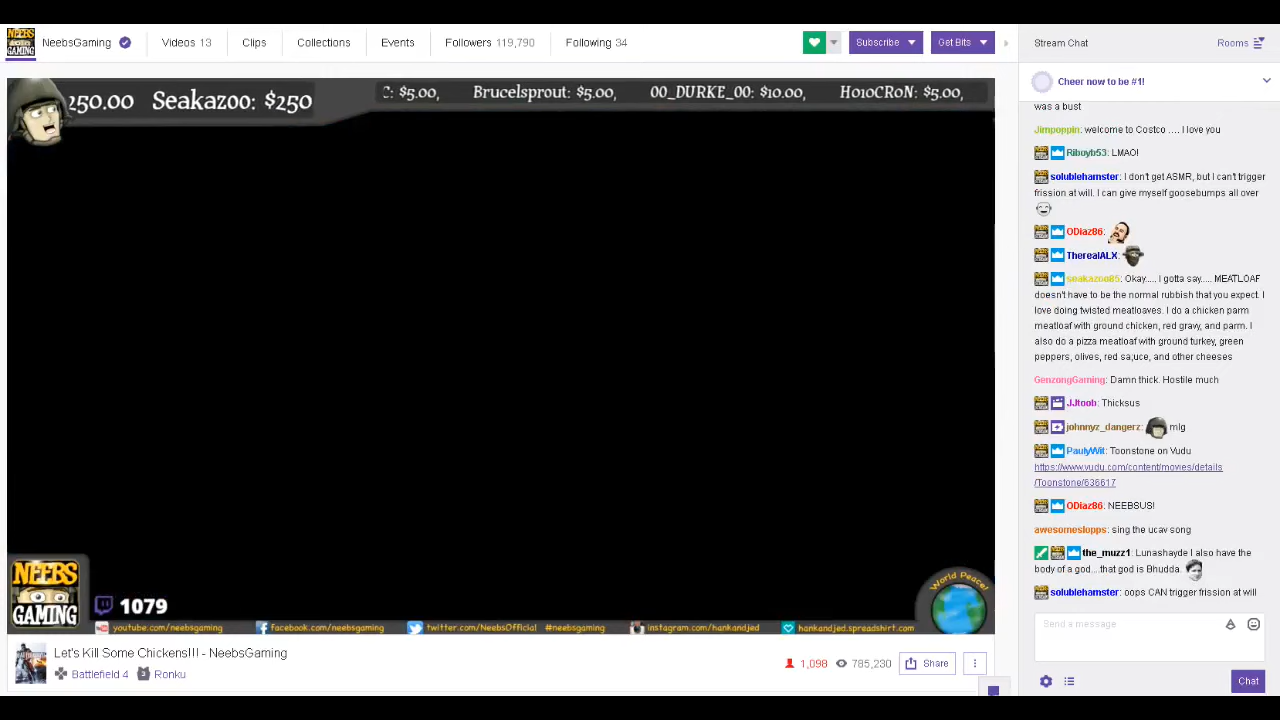 NEEBS GAMING NeebsGaming Videos 13 Clips Collections Events Followers 119,790 Following 34 Subscribe Get Bits Stream Chat Rooms
250.00 Seakazoo: $250 C: $5.00, Brucelsprout: $5.00, 00_DURKE_00: $10.00, Ho1oCRoN: $5.00,
Cheer now to be #1!
was a bust
Jimpoppin: welcome to Costco .... I love you
Riboyb53: LMAO!
solublehamster: I don't get ASMR, but I can't trigger
frission at will. I can give myself goosebumps all over
ODiaz86:
TherealALX:
seakazoo85: Okay..... I gotta say..... MEATLOAF
doesn't have to be the normal rubbish that you expect. I
love doing twisted meatloaves. I do a chicken parm
meatloaf with ground chicken, red gravy, and parm. I
also do a pizza meatloaf with ground turkey, green
peppers, olives, red sa;uce, and other cheeses
GenzongGaming: Damn thick. Hostile much
JJtoob: Thicksus
johnnyz_dangerz: mlg
PaulyWit: Toonstone on Vudu
https://www.vudu.com/content/movies/details
/Toonstone/636617
ODiaz86: NEEBSUS!
awesomeslopps: sing the ucav song
the_muzz1: Lunashayde I also have the
body of a god....that god is Bhudda.
solublehamster: oops CAN trigger frission at will
Send a message
Chat
NEEBS
GAMING
1079
World Peace!
youtube.com/neebsgaming facebook.com/neebsgaming twitter.com/NeebsOfficial #neebsgaming instagram.com/hankandjed hankandjed.spreadshirt.com
Let's Kill Some Chickens!!! - NeebsGaming
Battlefield 4 Ronku
1,098 785,230 Share